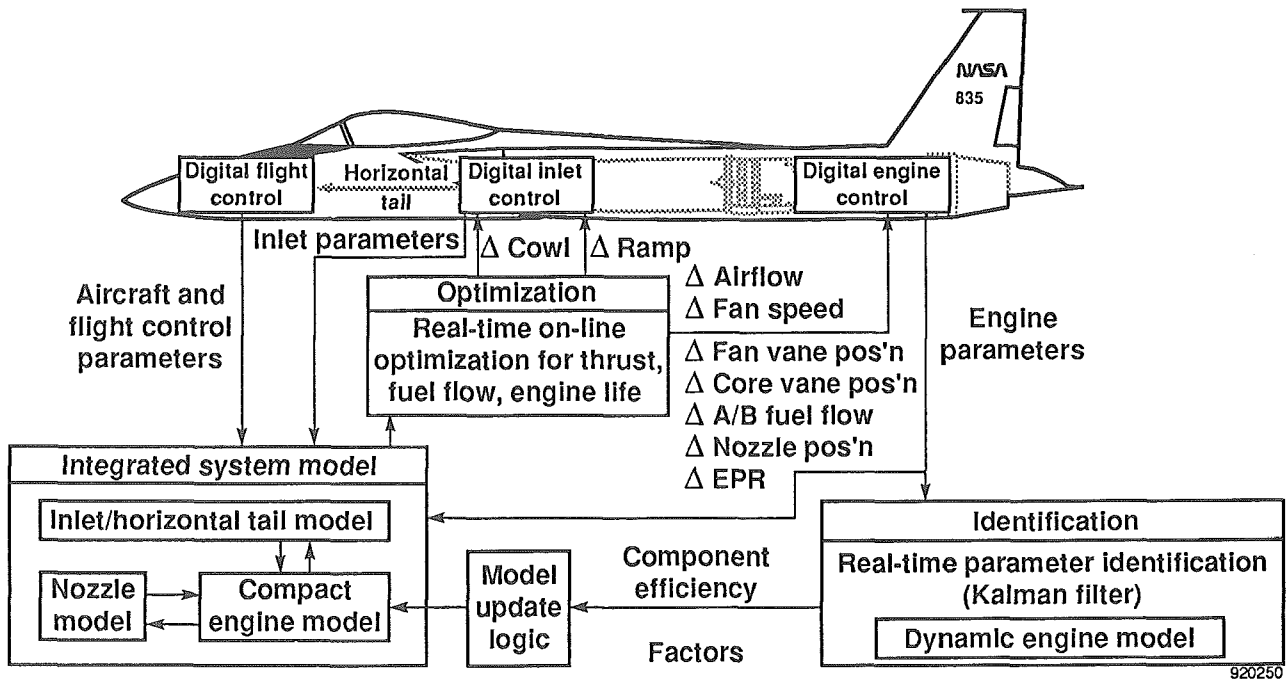 NASA
835
Digital flight
control
Horizontal
tail
Digital inlet
control
Digital engine
control
Inlet parameters
Δ Cowl
Δ Ramp
Aircraft and
flight control
parameters
Optimization
Real-time on-line
optimization for thrust,
fuel flow, engine life
Δ Airflow
Δ Fan speed
Δ Fan vane pos'n
Δ Core vane pos'n
Δ A/B fuel flow
Δ Nozzle pos'n
Δ EPR
Engine
parameters
Integrated system model
Inlet/horizontal tail model
Nozzle
model
Compact
engine model
Model
update
logic
Component
efficiency
Factors
Identification
Real-time parameter identification
(Kalman filter)
Dynamic engine model
920250